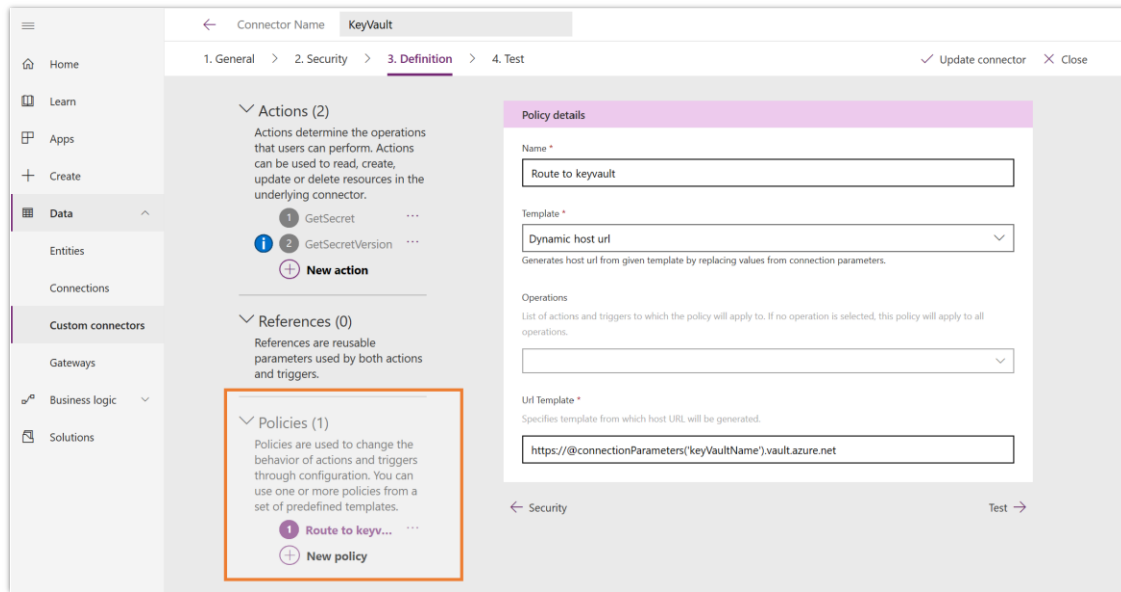 Connector Name KeyVault
1. General > 2. Security > 3. Definition > 4. Test
Update connector
Close
Home
Learn
Apps
Create
Data
Entities
Connections
Custom connectors
Gateways
Business logic
Solutions
Actions (2)
Actions determine the operations
that users can perform. Actions
can be used to read, create,
update or delete resources in the
underlying connector.
1 GetSecret ...
2 GetSecretVersion ...
New action
References (0)
References are reusable
parameters used by both actions
and triggers.
Policies (1)
Policies are used to change the
behavior of actions and triggers
through configuration. You can
use one or more policies from a
set of predefined templates.
1 Route to keyv... ...
New policy
Policy details
Name *
Route to keyvault
Template *
Dynamic host url
Generates host url from given template by replacing values from connection parameters.
Operations
List of actions and triggers to which the policy will apply to. If no operation is selected, this policy will apply to all
operations.
Url Template *
Specifies template from which host URL will be generated.
https://@connectionParameters('keyVaultName').vault.azure.net
Security
Test